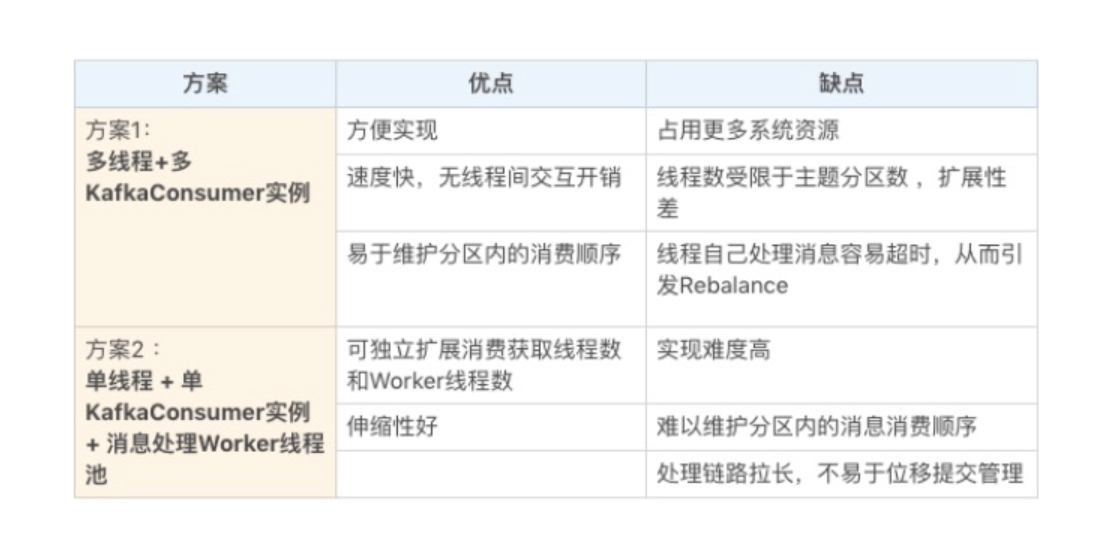 方案 优点 缺点
方案1:
多线程+多
KafkaConsumer实例
方便实现
占用更多系统资源
速度快，无线程间交互开销
线程数受限于主题分区数 ，扩展性
差
易于维护分区内的消费顺序
线程自己处理消息容易超时，从而引
发Rebalance
方案2 :
单线程 + 单
KafkaConsumer实例
+ 消息处理Worker线程
池
可独立扩展消费获取线程数
和Worker线程数
实现难度高
伸缩性好
难以维护分区内的消息消费顺序
处理链路拉长，不易于位移提交管理